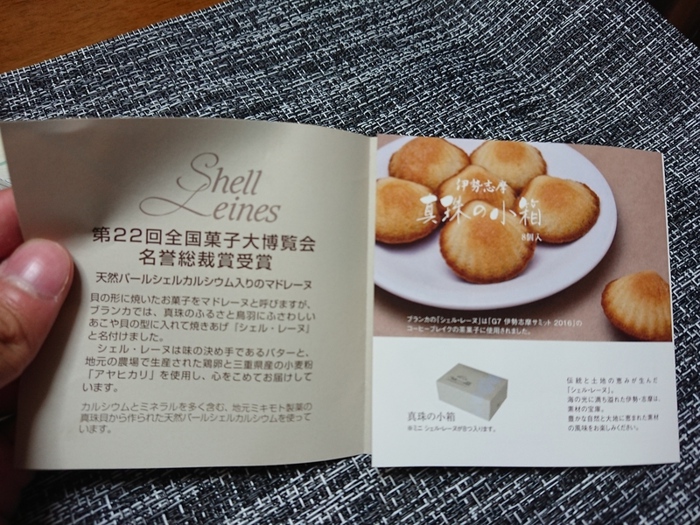 Shell
Leines
第22回全国菓子大博覧会
名誉総裁賞受賞
天然パールシェルカルシウム入りのマドレーヌ
貝の形に焼いたお菓子をマドレーヌと呼びますが、
ブランカでは、真珠のふるさと鳥羽にふさわしい
あこや貝の型に入れて焼きあげ「シェル・レーヌ」
と名付けました。
シェル・レーヌは味の決め手であるバターと、
地元の農場で生産された鶏卵と三重県産の小麦粉
「アヤヒカリ」を使用し、心をこめてお届けして
います。
カルシウムとミネラルを多く含む、地元ミキモト製薬の
真珠貝から作られた天然パールシェルカルシウムを使って
います。
伊勢志摩
真珠の小箱
8個入
ブランカの「シェル・レーヌ」は「G7 伊勢志摩サミット 2016」の
コーヒーブレイクの茶菓子に使用されました。
真珠の小箱
※ミニ シェル・レーヌが8つ入ります。
伝統と土地の恵みが生んだ
「シェル・レーヌ」。
海の光に満ち溢れた伊勢・志摩は、
素材の宝庫。
豊かな自然と大地に恵まれた素材
の風味をお楽しみください。